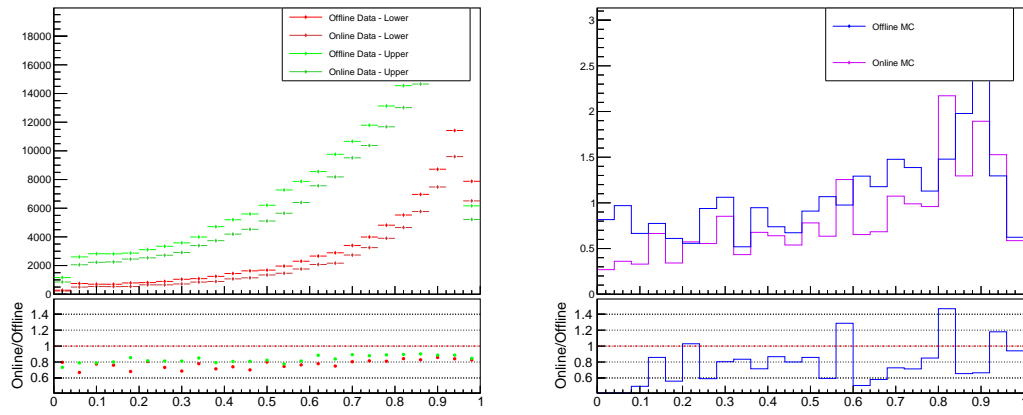 Offline Data - Lower
Online Data - Lower
Offline Data - Upper
Online Data - Upper
18000
16000
14000
12000
10000
8000
6000
4000
2000
0
Online/Offline
1.4
1.2
1
0.8
0.6
0 0.1 0.2 0.3 0.4 0.5 0.6 0.7 0.8 0.9 1
Offline MC
Online MC
3
2.5
2
1.5
1
0.5
0
Online/Offline
1.4
1.2
1
0.8
0.6
0 0.1 0.2 0.3 0.4 0.5 0.6 0.7 0.8 0.9